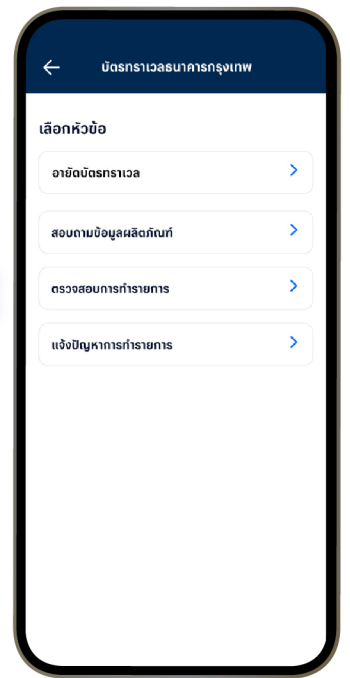 บัตรทราเวลธนาคารกรุงเทพ
เลือกหัวข้อ
อายัดบัตรทราเวล
สอบถามข้อมูลผลิตภัณฑ์
ตรวจสอบการทำรายการ
แจ้งปัญหาการทำรายการ